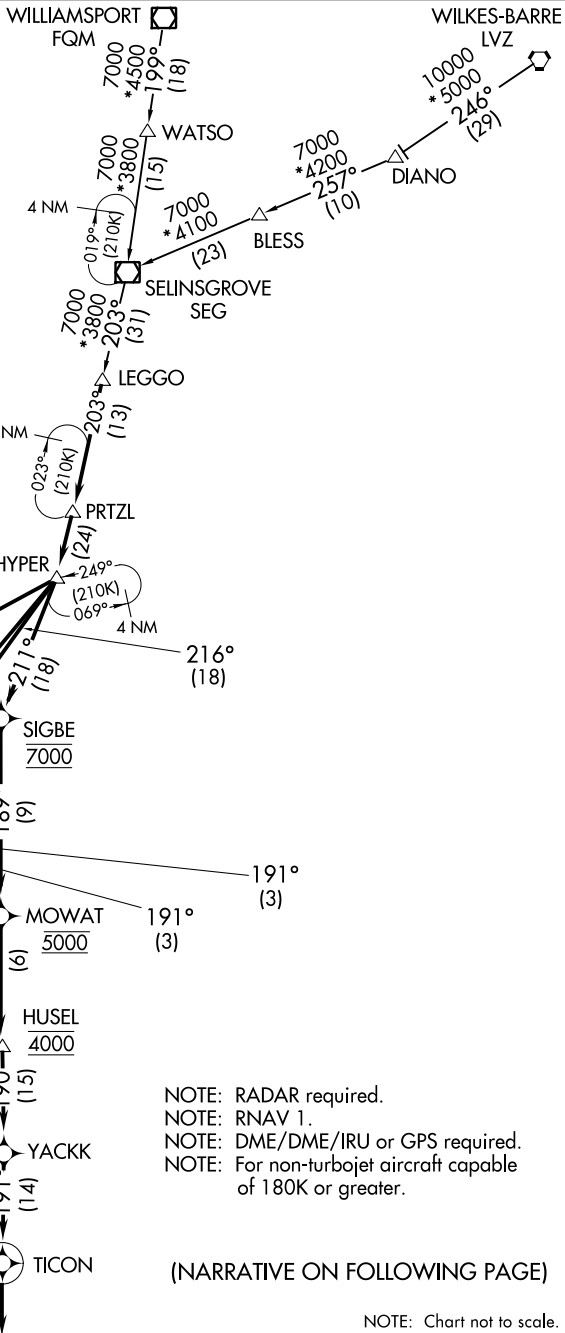 WILLIAMSPORT
FQM
WILKES-BARRE
LVZ
7000
*4500
199°
(18)
10000
*5000
246°
(29)
WATSO
7000
*3800
(15)
7000
*4200
257°
(10)
DIANO
4 NM
019°
(210K)
7000
*4100
(23)
BLESS
SELINSGROVE
SEG
7000
*3800
203°
(31)
LEGGO
203°
(13)
NM
023°
(210K)
PRTZL
(24)
HYPER
249°
(210K)
069°
4 NM
211°
(18)
216°
(18)
SIGBE
7000
(9)
191°
(3)
191°
(3)
MOWAT
5000
(6)
HUSEL
4000
190
(15)
NOTE: RADAR required.
NOTE: RNAV 1.
NOTE: DME/DME/IRU or GPS required.
NOTE: For non-turbojet aircraft capable
of 180K or greater.
YACKK
191
(14)
TICON
(NARRATIVE ON FOLLOWING PAGE)
NOTE: Chart not to scale.